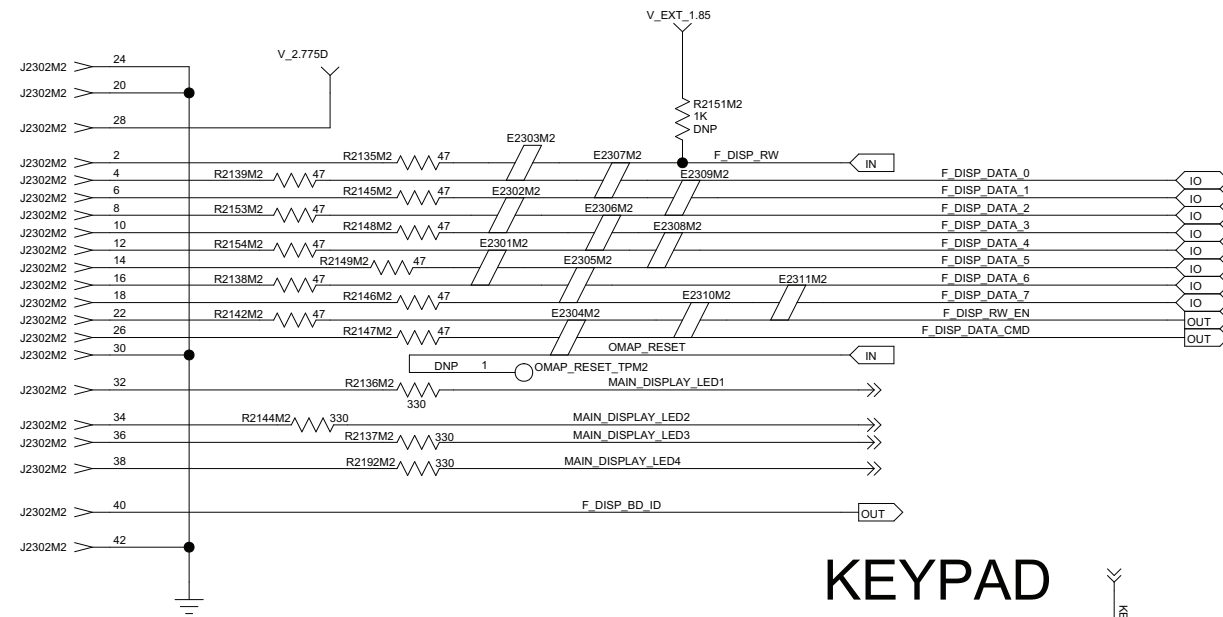 V_EXT_1.85
V_2.775D
J2302M2 24
J2302M2 20
J2302M2 28
R2151M2
1K
DNP
E2303M2
J2302M2 2 R2135M2 47 E2307M2 F_DISP_RW IN
J2302M2 4 R2139M2 47 E2309M2 F_DISP_DATA_0 IO
J2302M2 6 R2145M2 47 E2302M2 F_DISP_DATA_1 IO
J2302M2 8 R2153M2 47 E2306M2 F_DISP_DATA_2 IO
J2302M2 10 R2148M2 47 E2308M2 F_DISP_DATA_3 IO
J2302M2 12 R2154M2 47 E2301M2 F_DISP_DATA_4 IO
J2302M2 14 R2149M2 47 E2305M2 F_DISP_DATA_5 IO
J2302M2 16 R2138M2 47 E2311M2 F_DISP_DATA_6 IO
J2302M2 18 R2146M2 47 E2310M2 F_DISP_DATA_7 IO
J2302M2 22 R2142M2 47 E2304M2 F_DISP_RW_EN OUT
J2302M2 26 R2147M2 47 F_DISP_DATA_CMD OUT
J2302M2 30 OMAP_RESET IN
DNP 1 OMAP_RESET_TPM2
J2302M2 32 R2136M2 330 MAIN_DISPLAY_LED1
J2302M2 34 R2144M2 330 MAIN_DISPLAY_LED2
J2302M2 36 R2137M2 330 MAIN_DISPLAY_LED3
J2302M2 38 R2192M2 330 MAIN_DISPLAY_LED4
J2302M2 40 F_DISP_BD_ID OUT
J2302M2 42
KEYPAD
KE